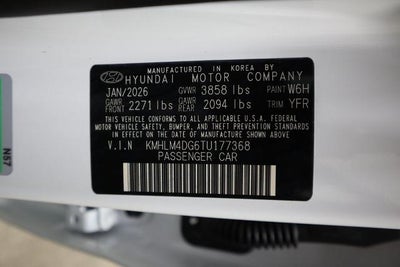 MANUFACTURED IN KOREA BY
HYUNDAI MOTOR COMPANY
JAN/2026 GVWR 3858 lbs PAINT W6H
GAWR FRONT 2271 lbs GAWR REAR 2094 lbs TRIM YFR
THIS VEHICLE CONFORMS TO ALL APPLICABLE U.S.A. FEDERAL
MOTOR VEHICLE SAFETY, BUMPER, AND THEFT PREVENTION STANDARDS
IN EFFECT ON THE DATE OF MANUFACTURE SHOWN ABOVE.
V.I.N KMHLM4DG6TU177368
PASSENGER CAR
N57